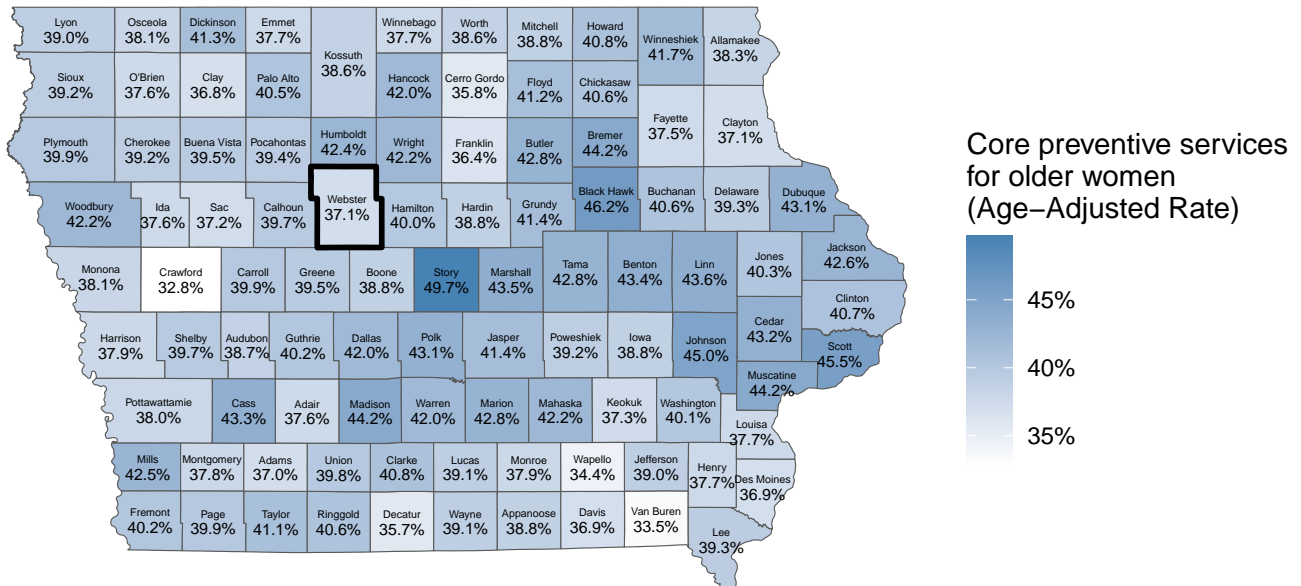 Lyon
39.0%
Osceola
38.1%
Dickinson
41.3%
Emmet
37.7%
Kossuth
38.6%
Winnebago
37.7%
Worth
38.6%
Mitchell
38.8%
Howard
40.8%
Winneshiek
41.7%
Allamakee
38.3%
Sioux
39.2%
O'Brien
37.6%
Clay
36.8%
Palo Alto
40.5%
Hancock
42.0%
Cerro Gordo
35.8%
Floyd
41.2%
Chickasaw
40.6%
Fayette
37.5%
Clayton
37.1%
Plymouth
39.9%
Cherokee
39.2%
Buena Vista
39.5%
Pocahontas
39.4%
Humboldt
42.4%
Wright
42.2%
Franklin
36.4%
Butler
42.8%
Bremer
44.2%
Woodbury
42.2%
Ida
37.6%
Sac
37.2%
Calhoun
39.7%
Webster
37.1%
Hamilton
40.0%
Hardin
38.8%
Grundy
41.4%
Black Hawk
46.2%
Buchanan
40.6%
Delaware
39.3%
Dubuque
43.1%
Monona
38.1%
Crawford
32.8%
Carroll
39.9%
Greene
39.5%
Boone
38.8%
Story
49.7%
Marshall
43.5%
Tama
42.8%
Benton
43.4%
Linn
43.6%
Jones
40.3%
Jackson
42.6%
Clinton
40.7%
Harrison
37.9%
Shelby
39.7%
Audubon
38.7%
Guthrie
40.2%
Dallas
42.0%
Polk
43.1%
Jasper
41.4%
Poweshiek
39.2%
Iowa
38.8%
Johnson
45.0%
Cedar
43.2%
Scott
45.5%
Muscatine
44.2%
Pottawattamie
38.0%
Cass
43.3%
Adair
37.6%
Madison
44.2%
Warren
42.0%
Marion
42.8%
Mahaska
42.2%
Keokuk
37.3%
Washington
40.1%
Louisa
37.7%
Mills
42.5%
Montgomery
37.8%
Adams
37.0%
Union
39.8%
Clarke
40.8%
Lucas
39.1%
Monroe
37.9%
Wapello
34.4%
Jefferson
39.0%
Henry
37.7%
Des Moines
36.9%
Fremont
40.2%
Page
39.9%
Taylor
41.1%
Ringgold
40.6%
Decatur
35.7%
Wayne
39.1%
Appanoose
38.8%
Davis
36.9%
Van Buren
33.5%
Lee
39.3%
Core preventive services
for older women
(Age−Adjusted Rate)
45%
40%
35%